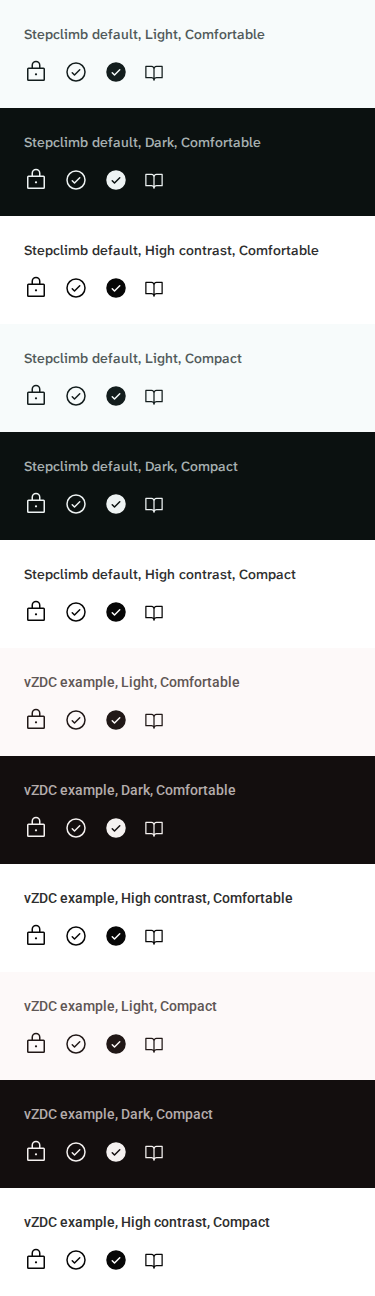 Stepclimb default, Light, Comfortable
Stepclimb default, Dark, Comfortable
Stepclimb default, High contrast, Comfortable
Stepclimb default, Light, Compact
Stepclimb default, Dark, Compact
Stepclimb default, High contrast, Compact
vZDC example, Light, Comfortable
vZDC example, Dark, Comfortable
vZDC example, High contrast, Comfortable
vZDC example, Light, Compact
vZDC example, Dark, Compact
vZDC example, High contrast, Compact